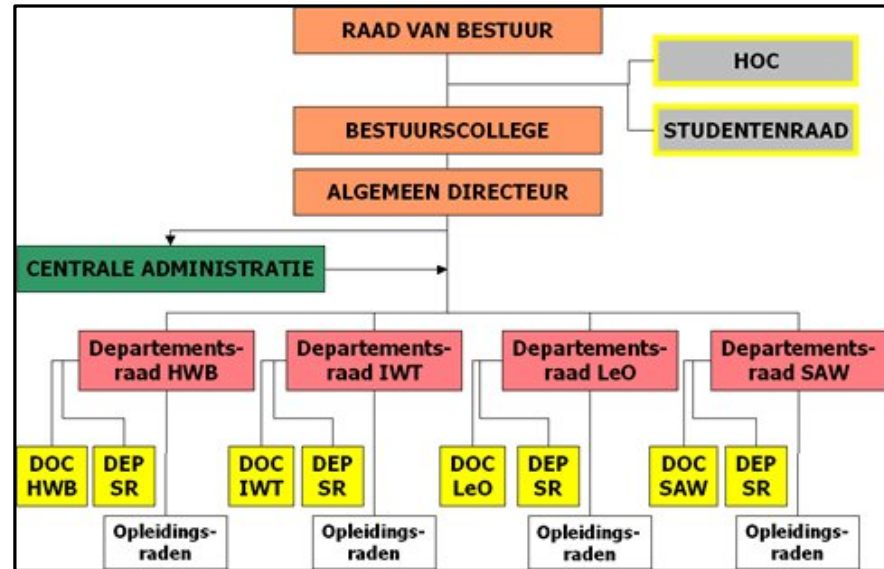 RAAD VAN BESTUUR
HOC
BESTUURSCOLLEGE
STUDENTENRAAD
ALGEMEEN DIRECTEUR
CENTRALE ADMINISTRATIE
Departements-
raad HWB
Departements-
raad IWT
Departements-
raad LeO
Departements-
raad SAW
DOC
HWB
DEP
SR
DOC
IWT
DEP
SR
DOC
LeO
DEP
SR
DOC
SAW
DEP
SR
Opleidings-
raden
Opleidings-
raden
Opleidings-
raden
Opleidings-
raden